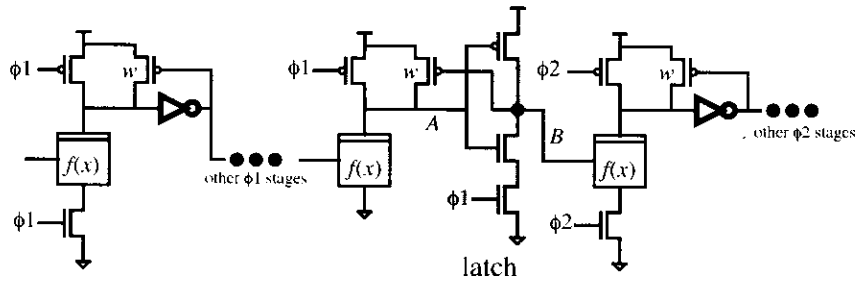 ϕ1
w
f(x)
ϕ1
other ϕ1 stages
ϕ1
w
A
f(x)
ϕ1
B
latch
ϕ2
w
f(x)
ϕ2
other ϕ2 stages